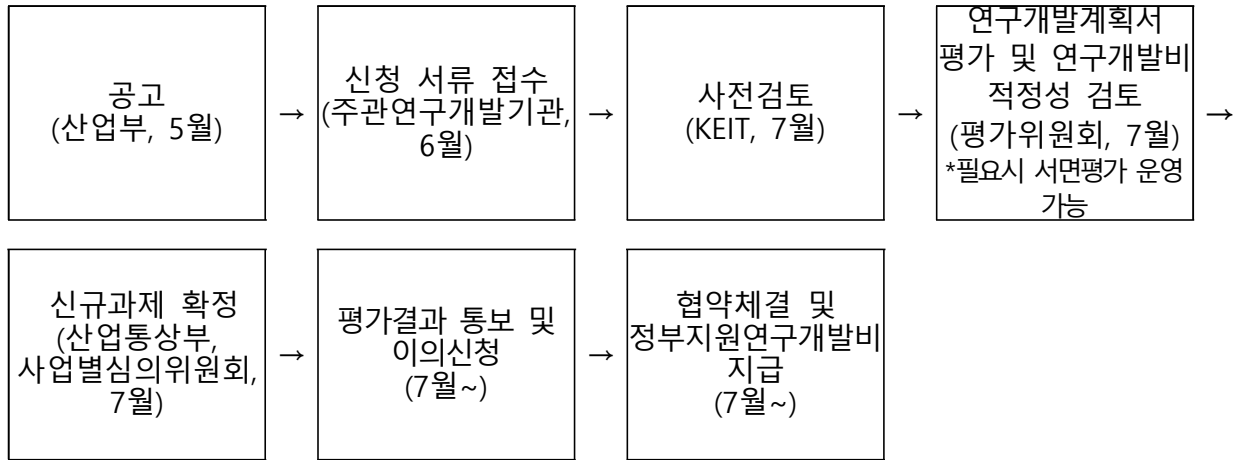 공고
(산업부, 5월)
→
신청 서류 접수
(주관연구개발기관,
6월)
→
사전검토
(KEIT, 7월)
→
연구개발계획서
평가 및 연구개발비
적정성 검토
(평가위원회, 7월)
*필요시 서면평가 운영
가능
→
신규과제 확정
(산업통상부,
사업별심의위원회,
7월)
→
평가결과 통보 및
이의신청
(7월~)
→
협약체결 및
정부지원연구개발비
지급
(7월~)